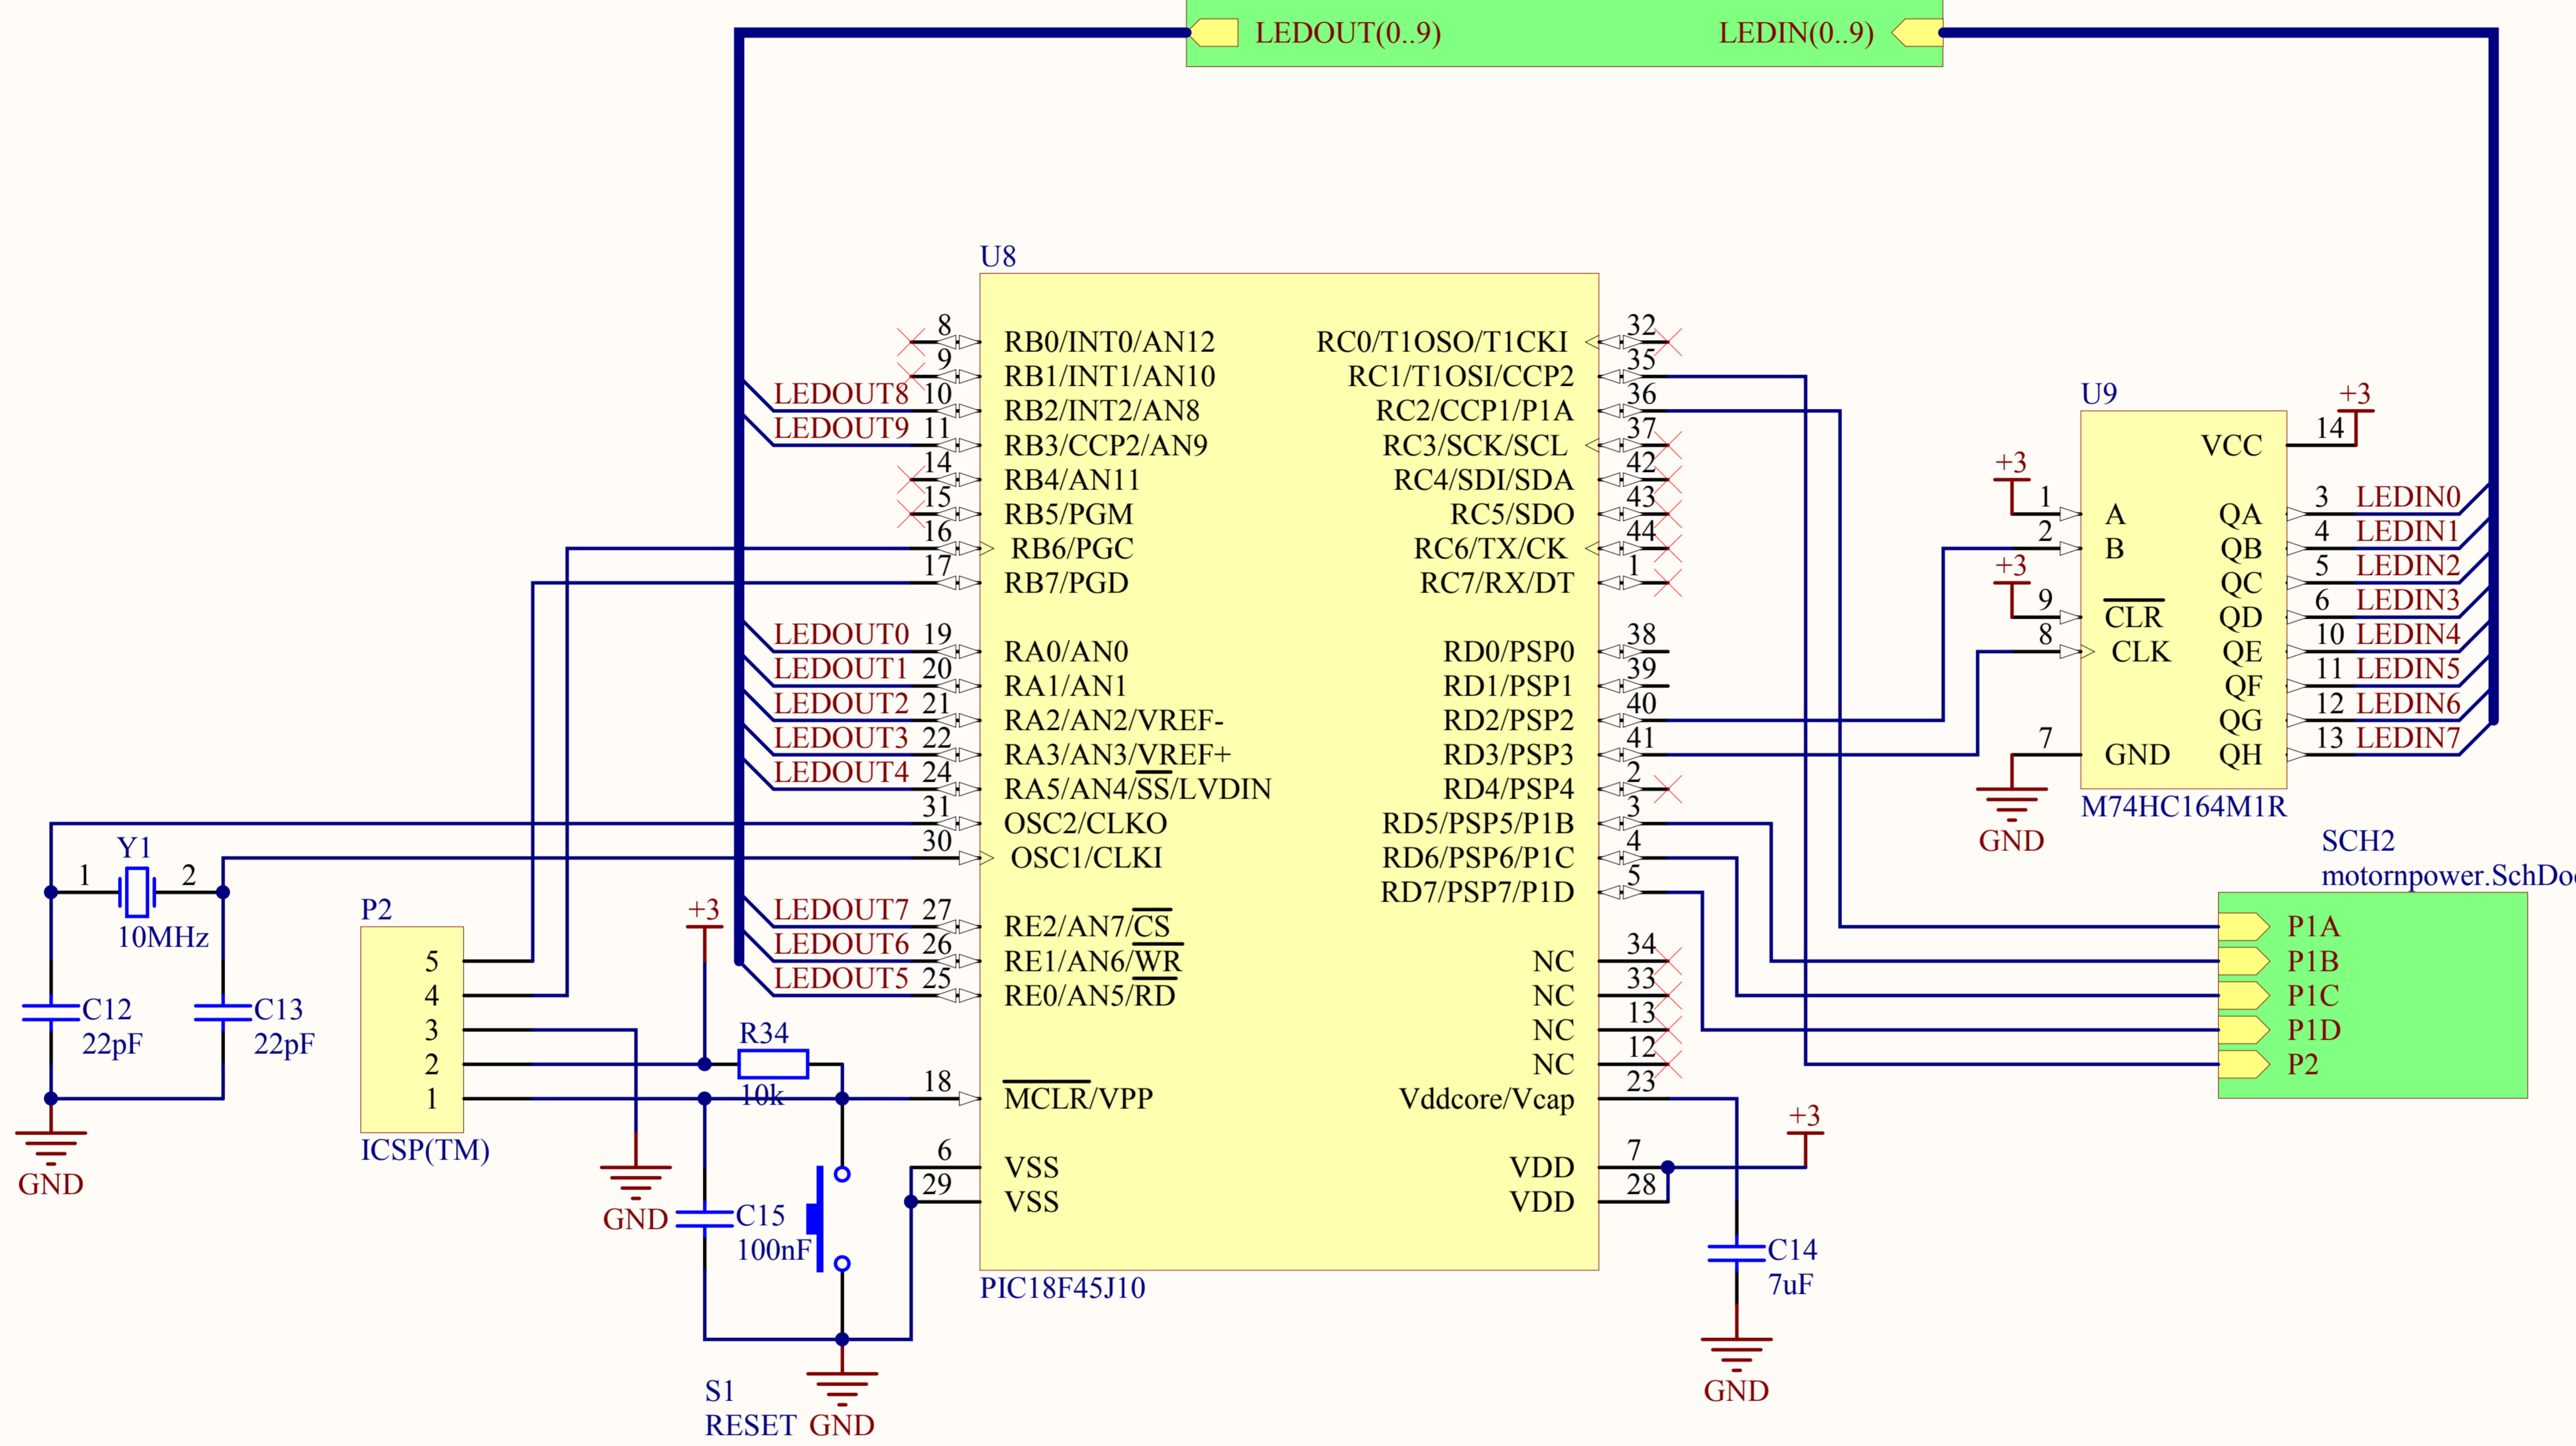 LEDOUT(0..9) LEDIN(0..9)
U8
8 RB0/INT0/AN12
9 RB1/INT1/AN10
LEDOUT8 10 RB2/INT2/AN8
LEDOUT9 11 RB3/CCP2/AN9
14 RB4/AN11
15 RB5/PGM
16 RB6/PGC
17 RB7/PGD
LEDOUT0 19 RA0/AN0
LEDOUT1 20 RA1/AN1
LEDOUT2 21 RA2/AN2/VREF-
LEDOUT3 22 RA3/AN3/VREF+
LEDOUT4 24 RA5/AN4/SS/LVDIN
31 OSC2/CLKO
30 OSC1/CLKI
LEDOUT7 27 RE2/AN7/CS
LEDOUT6 26 RE1/AN6/WR
LEDOUT5 25 RE0/AN5/RD
18 MCLR/VPP
6 VSS
29 VSS
RC0/T1OSO/T1CKI 32
RC1/T1OSI/CCP2 35
RC2/CCP1/P1A 36
RC3/SCK/SCL 37
RC4/SDI/SDA 42
RC5/SDO 43
RC6/TX/CK 44
RC7/RX/DT 1
RD0/PSP0 38
RD1/PSP1 39
RD2/PSP2 40
RD3/PSP3 41
RD4/PSP4 2
RD5/PSP5/P1B 3
RD6/PSP6/P1C 4
RD7/PSP7/P1D 5
NC 34
NC 33
NC 13
NC 12
Vddcore/Vcap 23
VDD 7
VDD 28
PIC18F45J10
Y1
1 2
10MHz
C12
22pF
C13
22pF
GND
P2
5
4
3
2
1
ICSP(TM)
GND
+3
R34
10k
C15
100nF
S1
RESET
GND
+3
C14
7uF
GND
U9
+3
VCC 14
+3
1 A
2 B
+3
9 CLR
8 CLK
7 GND
GND
QA 3 LEDIN0
QB 4 LEDIN1
QC 5 LEDIN2
QD 6 LEDIN3
QE 10 LEDIN4
QF 11 LEDIN5
QG 12 LEDIN6
QH 13 LEDIN7
M74HC164M1R
SCH2
motornpower.SchDo
P1A
P1B
P1C
P1D
P2